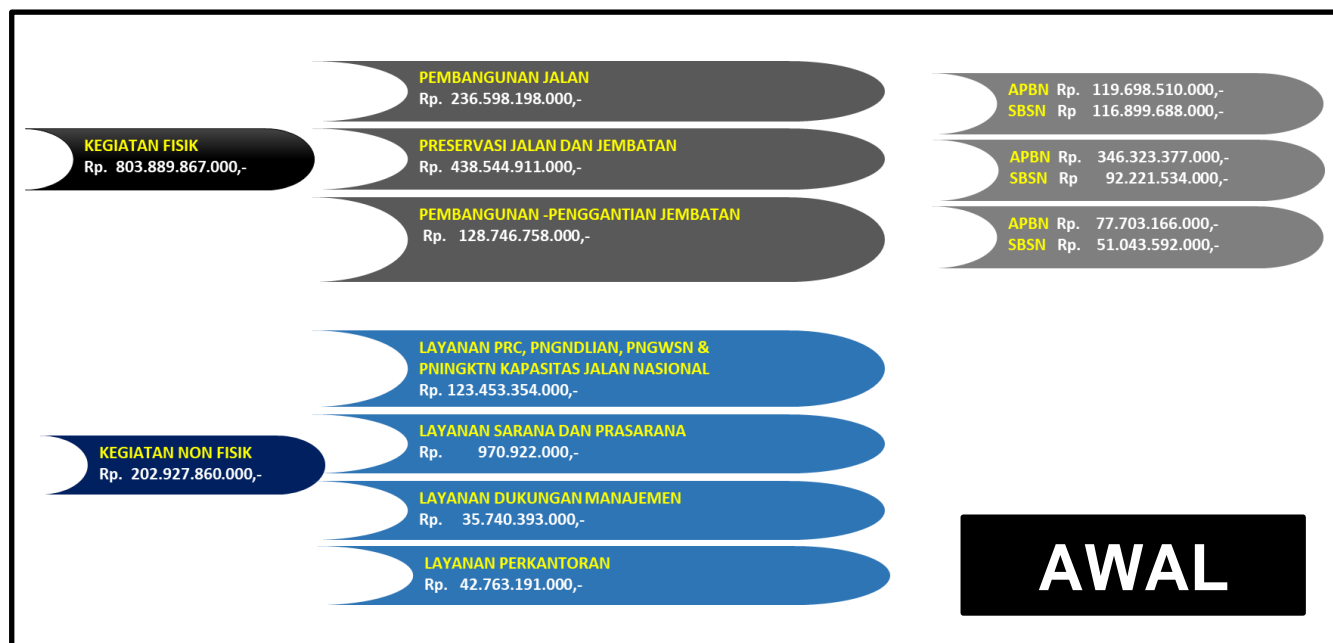 KEGIATAN FISIK
Rp. 803.889.867.000,-
PEMBANGUNAN JALAN
Rp. 236.598.198.000,-
PRESERVASI JALAN DAN JEMBATAN
Rp. 438.544.911.000,-
PEMBANGUNAN -PENGGANTIAN JEMBATAN
Rp. 128.746.758.000,-
APBN Rp. 119.698.510.000,-
SBSN Rp 116.899.688.000,-
APBN Rp. 346.323.377.000,-
SBSN Rp 92.221.534.000,-
APBN Rp. 77.703.166.000,-
SBSN Rp. 51.043.592.000,-
KEGIATAN NON FISIK
Rp. 202.927.860.000,-
LAYANAN PRC, PNGNDLIAN, PNGWSN &
PNINGKTN KAPASITAS JALAN NASIONAL
Rp. 123.453.354.000,-
LAYANAN SARANA DAN PRASARANA
Rp. 970.922.000,-
LAYANAN DUKUNGAN MANAJEMEN
Rp. 35.740.393.000,-
LAYANAN PERKANTORAN
Rp. 42.763.191.000,-
AWAL